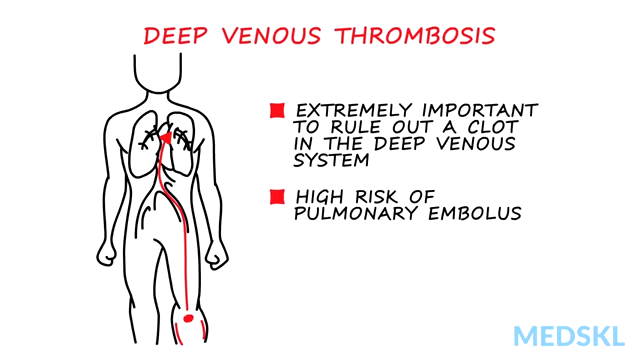 DEEP VENOUS THROMBOSIS
EXTREMELY IMPORTANT
TO RULE OUT A CLOT
IN THE DEEP VENOUS
SYSTEM
HIGH RISK OF
PULMONARY EMBOLUS
MEDSKL